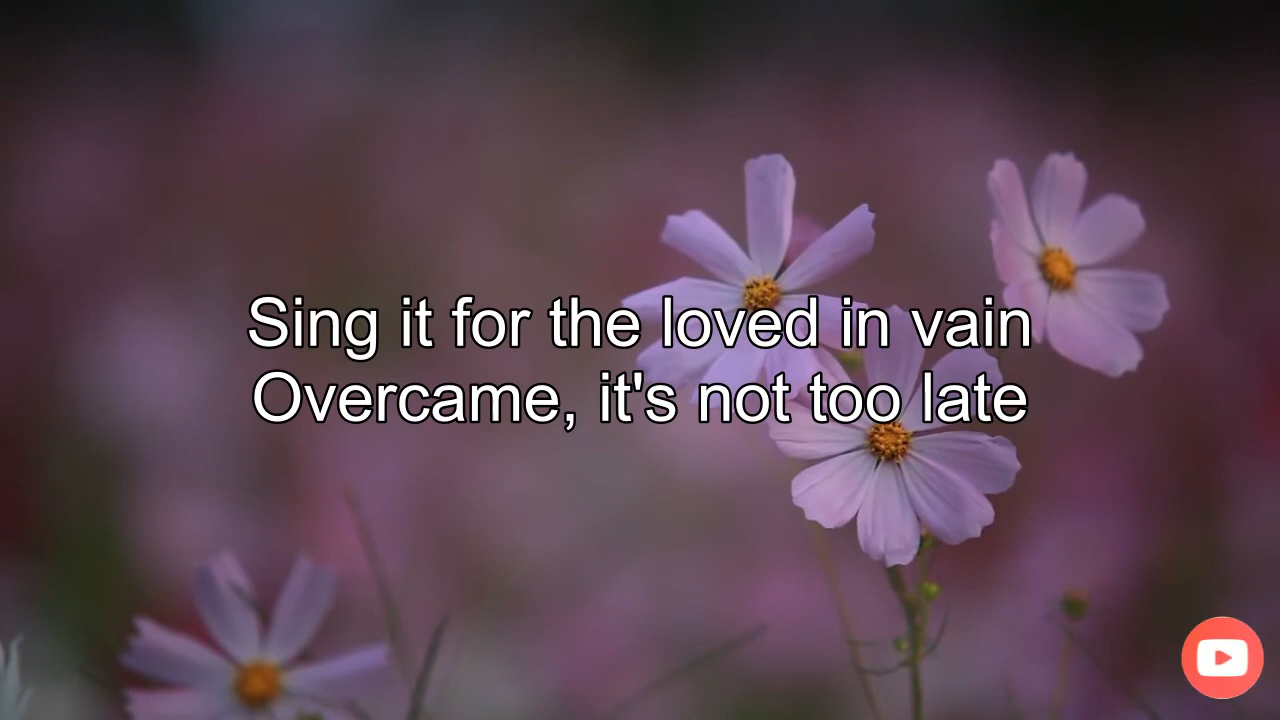 Sing it for the loved in vain
Overcame, it's not too late